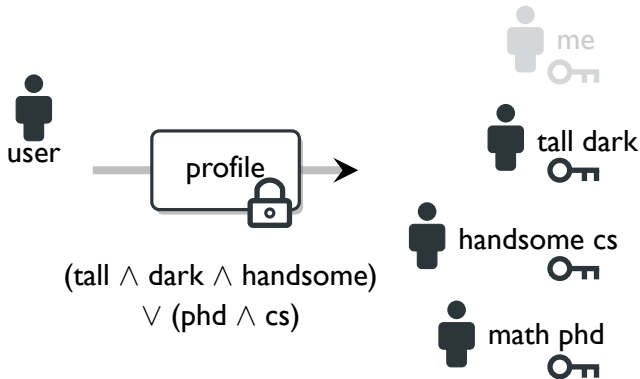 me
tall dark
user
profile
handsome cs
(tall ∧ dark ∧ handsome)
∨ (phd ∧ cs)
math phd